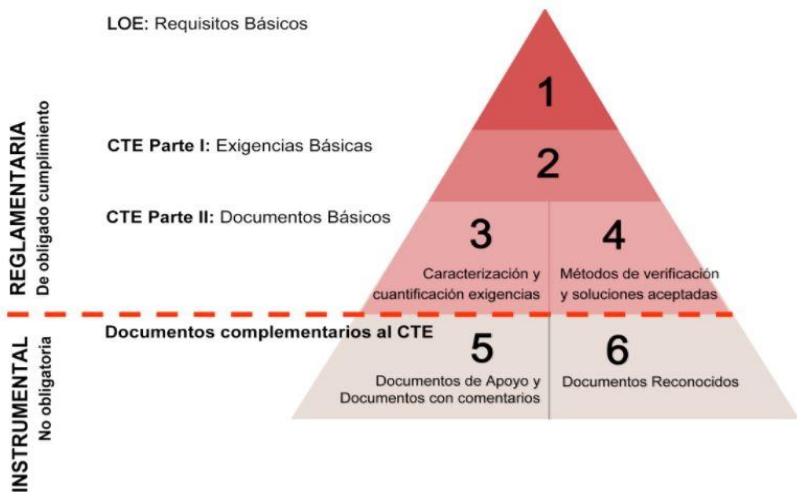 LOE: Requisitos Básicos
1
CTE Parte I: Exigencias Básicas
2
REGLAMENTARIA
De obligado cumplimiento
CTE Parte II: Documentos Básicos
3
Caracterización y
cuantificación exigencias
4
Métodos de verificación
y soluciones aceptadas
INSTRUMENTAL
No obligatoria
Documentos complementarios al CTE
5
Documentos de Apoyo y
Documentos con comentarios
6
Documentos Reconocidos